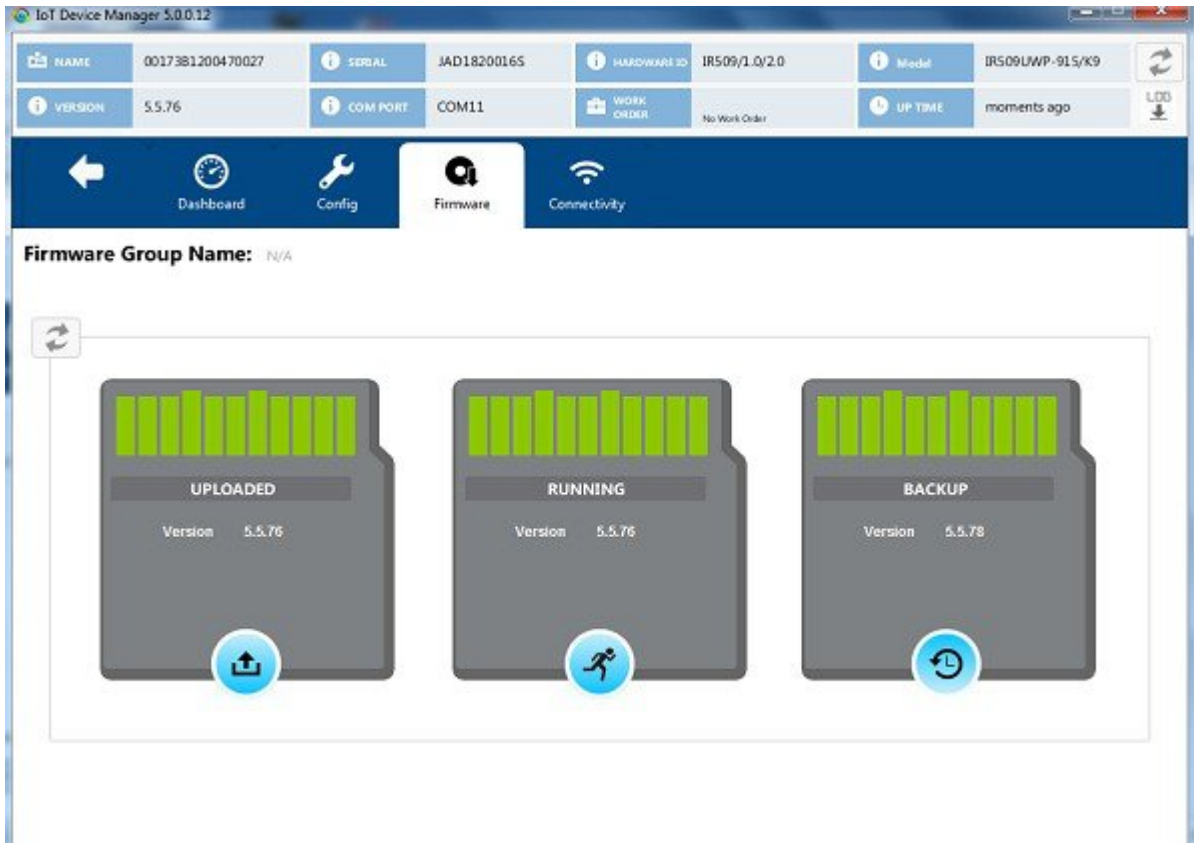 IoT Device Manager 5.0.0.12
NAME 00173B1200470027 SERIAL JAD1820016S HARDWARE ID IR509/1.0/2.0 Model IR509UWP-915/K9
VERSION 5.5.76 COM PORT COM11 WORK ORDER No Work Order UP TIME moments ago LOG
Dashboard Config Firmware Connectivity
Firmware Group Name: N/A
UPLOADED RUNNING BACKUP
Version 5.5.76 Version 5.5.76 Version 5.5.78